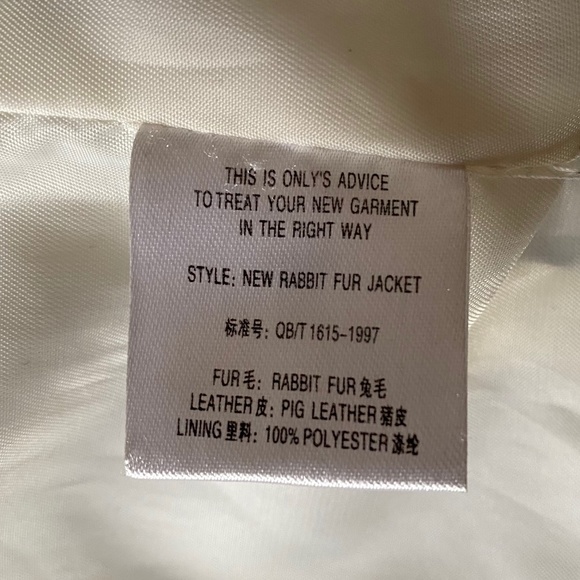 THIS IS ONLY'S ADVICE
TO TREAT YOUR NEW GARMENT
IN THE RIGHT WAY
STYLE: NEW RABBIT FUR JACKET
标准号: QB/T 1615-1997
FUR毛: RABBIT FUR兔毛
LEATHER皮: PIG LEATHER猪皮
LINING里料: 100% POLYESTER涤纶